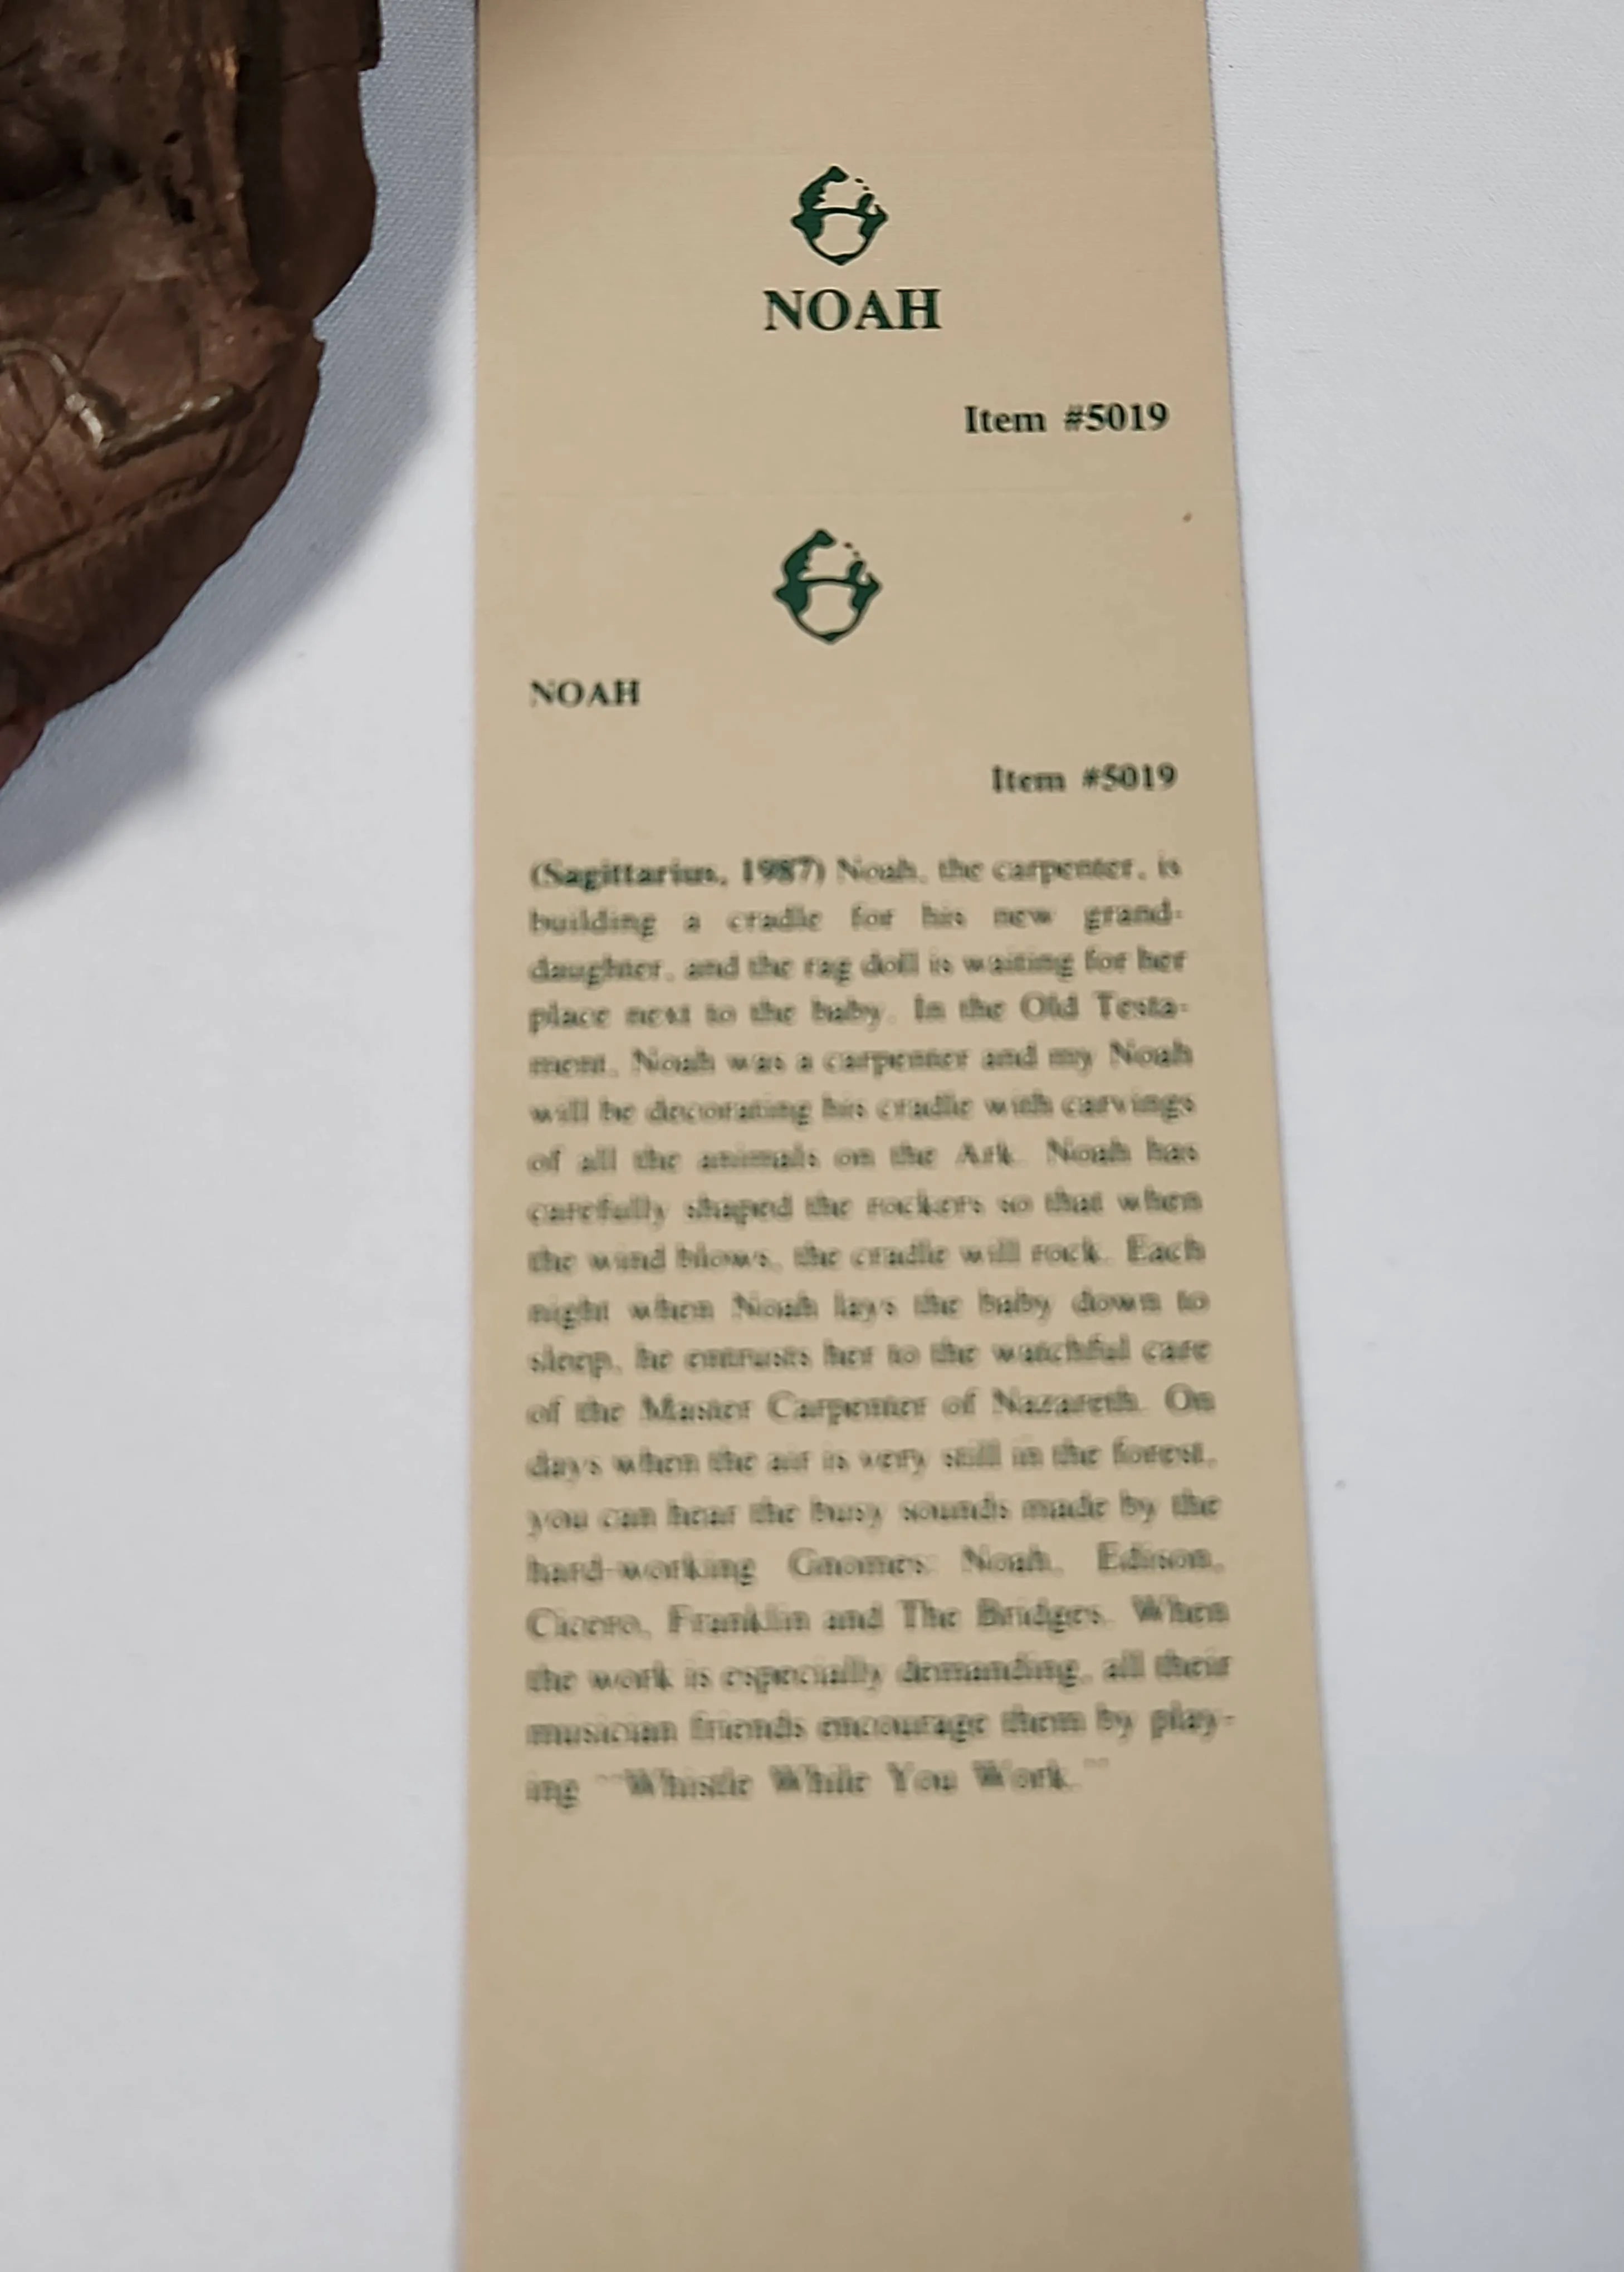 NOAH
Item #5019
NOAH
Item #5019
(Sagittarius, 1987) Noah, the carpenter, is
building a cradle for his new grand-
daughter, and the rag doll is waiting for her
place next to the baby. In the Old Testa-
ment, Noah was a carpenter and my Noah
will be decorating his cradle with carvings
of all the animals on the Ark. Noah has
carefully shaped the rockers so that when
the wind blows, the cradle will rock. Each
night when Noah lays the baby down to
sleep, he entrusts her to the watchful care
of the Master Carpenter of Nazareth. On
days when the air is very still in the forest,
you can hear the busy sounds made by the
hard-working Gnomes: Noah, Edison,
Cicero, Franklin and The Bridges. When
the work is especially demanding, all their
musician friends encourage them by play-
ing "Whistle While You Work."